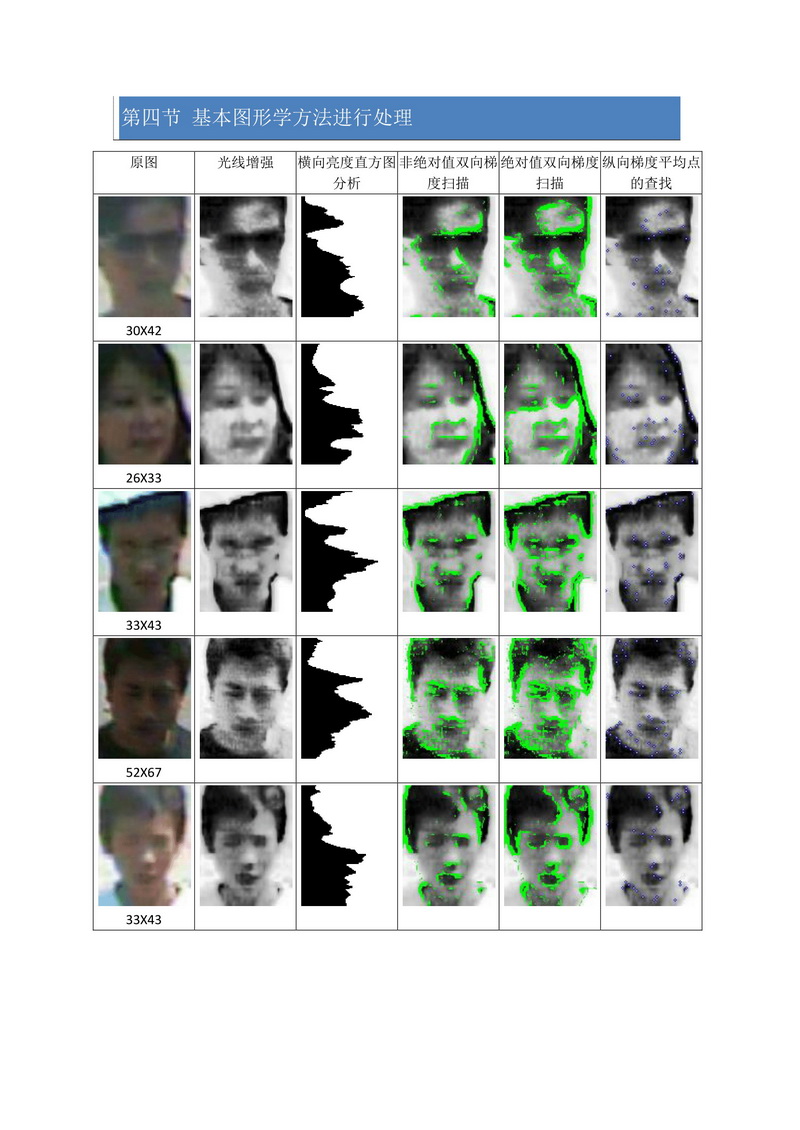 第四节 基本图形学方法进行处理
原图
光线增强
横向亮度直方图
分析
非绝对值双向梯
度扫描
绝对值双向梯度
扫描
纵向梯度平均点
的查找
30X42
26X33
33X43
52X67
33X43